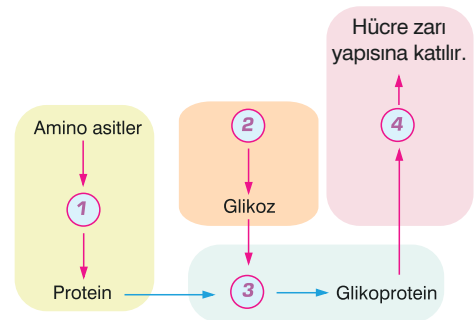 Hücre zarı
yapısına katılır.
Amino asitler
2
4
1
Glikoz
Protein
3
Glikoprotein